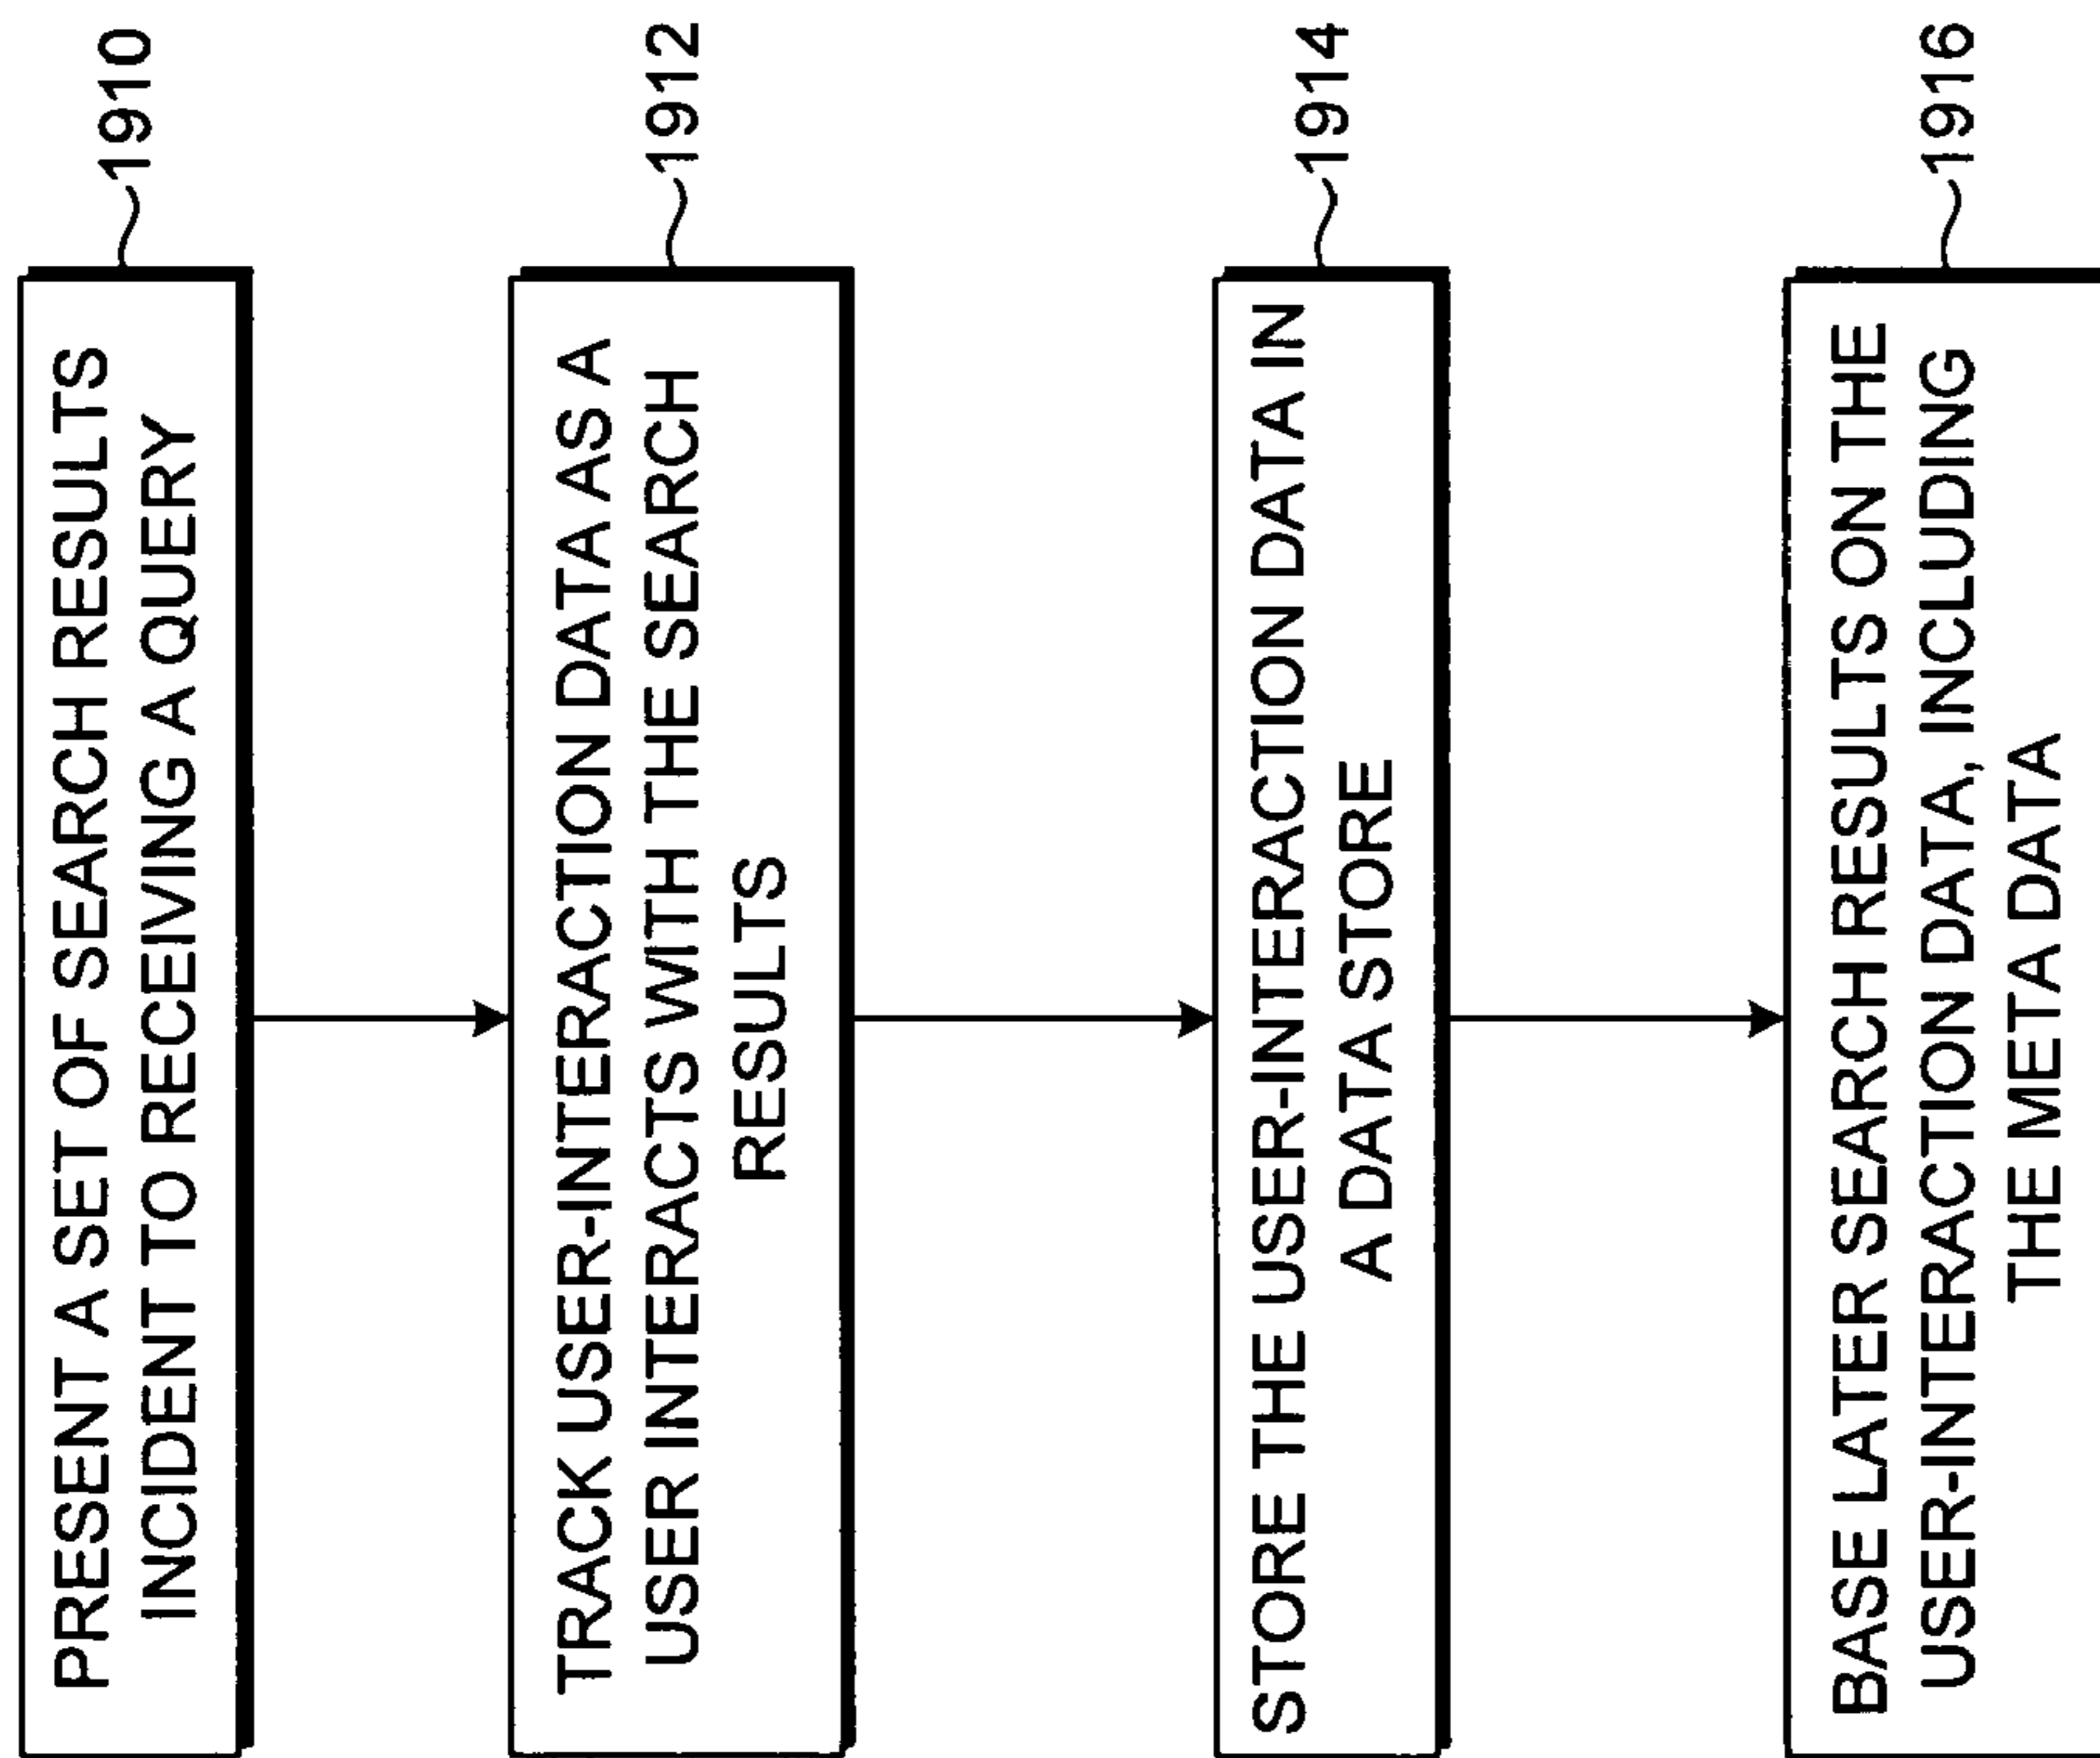 PRESENT A SET OF SEARCH RESULTS
INCIDENT TO RECEIVING A QUERY
1910
TRACK USER-INTERACTION DATA AS A
USER INTERACTS WITH THE SEARCH
RESULTS
1912
STORE THE USER-INTERACTION DATA IN
A DATA STORE
1914
BASE LATER SEARCH RESULTS ON THE
USER-INTERACTION DATA, INCLUDING
THE META DATA
1916